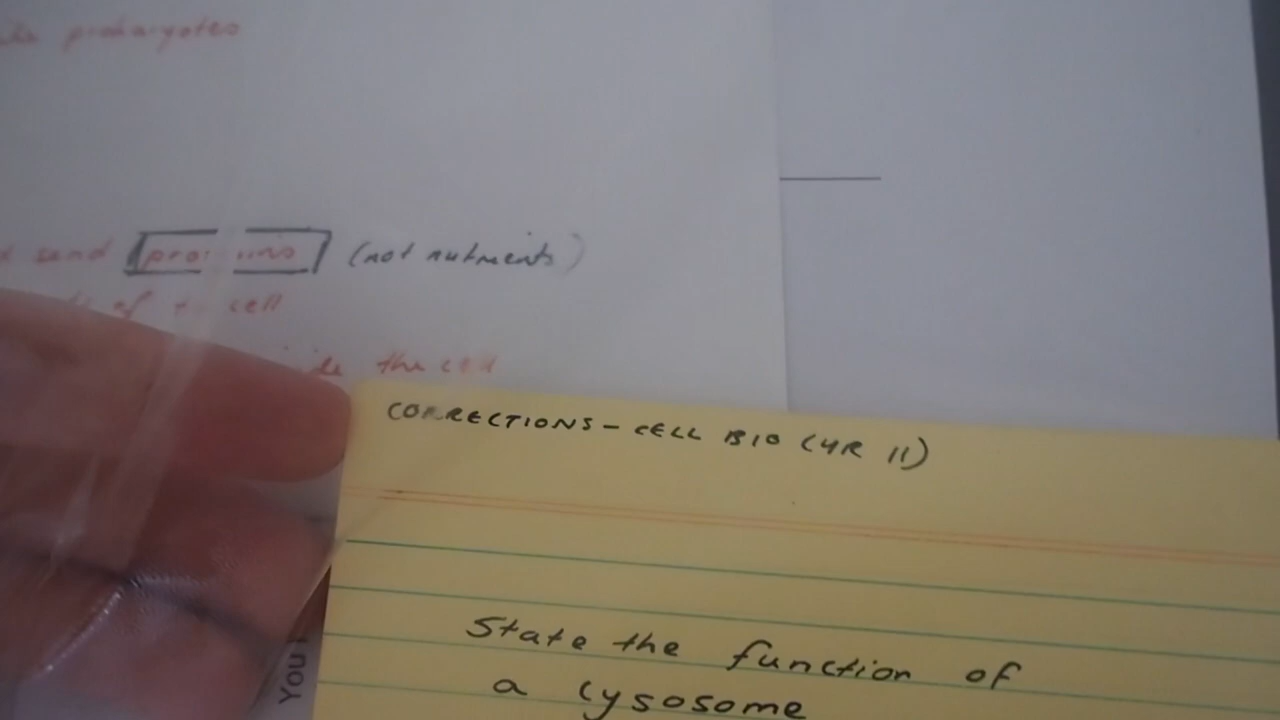 prokaryotes
send proteins (not nutrients)
of cell
the cell
CORRECTIONS - CELL BIO (YR 11)
State the function of
a lysosome
You